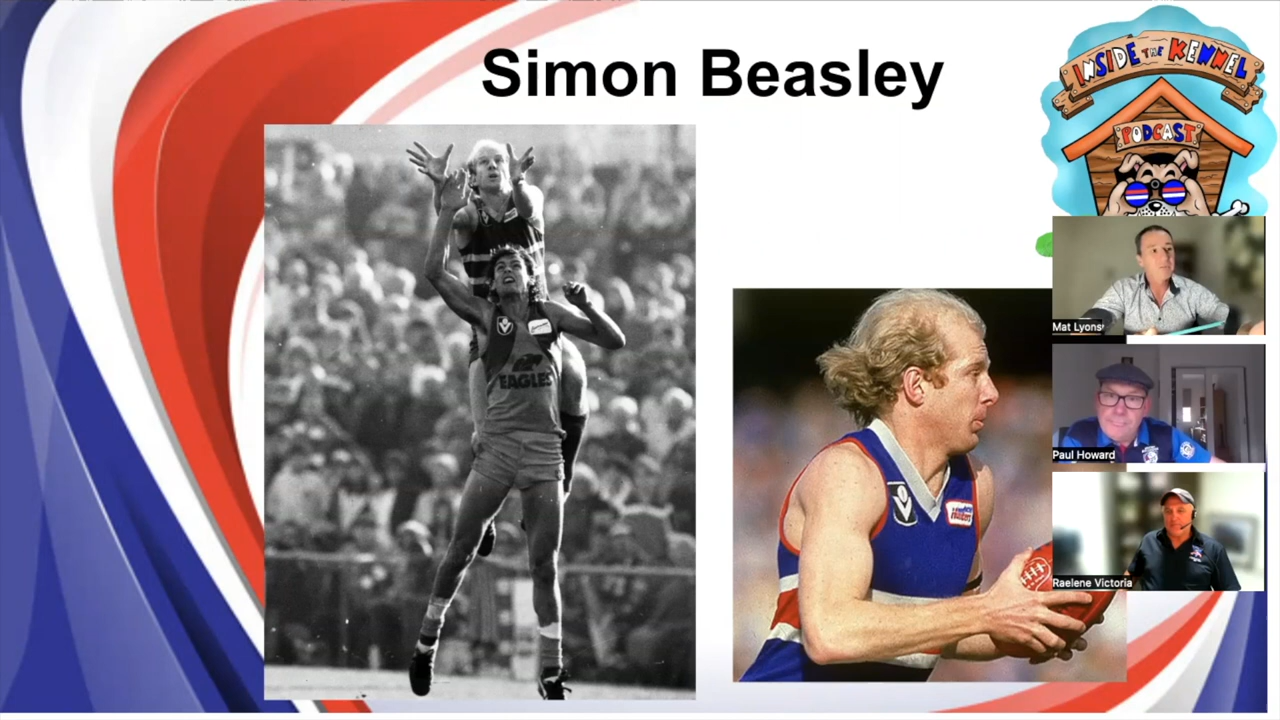 Simon Beasley
INSIDE THE KENNEL
PODCAST
EAGLES
Mat Lyons
Paul Howard
Raelene Victoria